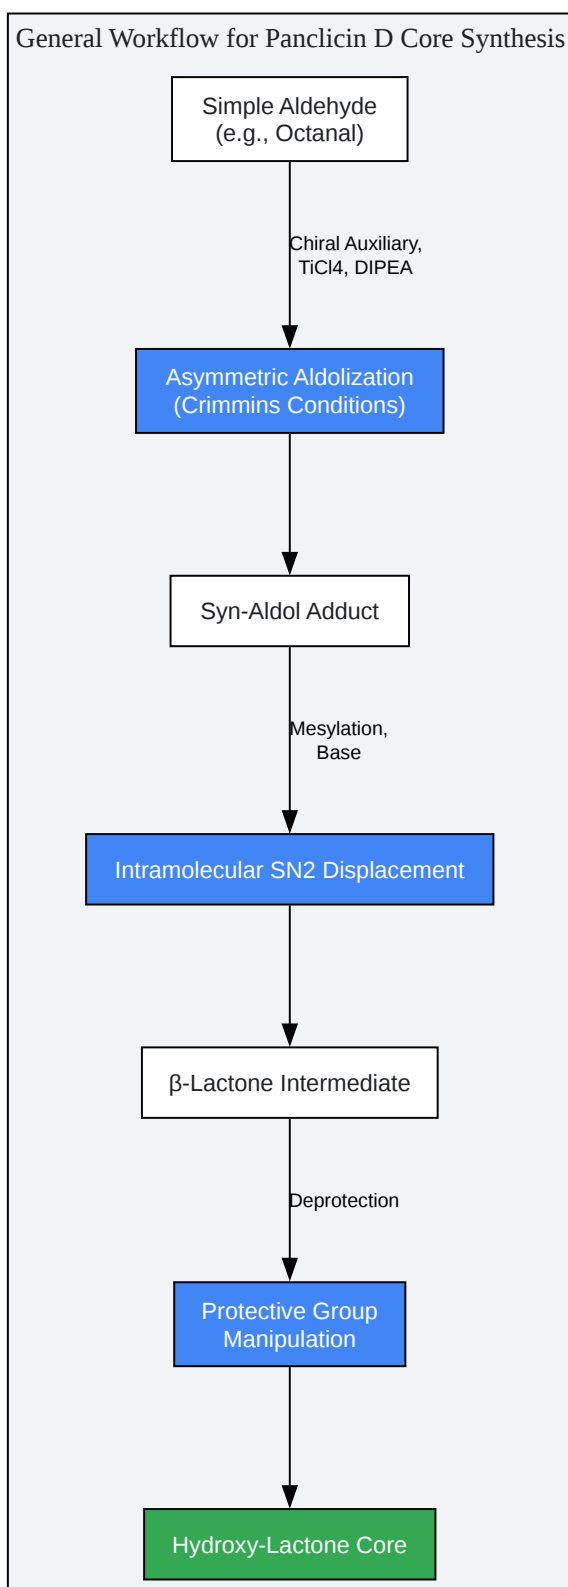 General Workflow for Panclicin D Core Synthesis
Simple Aldehyde
(e.g., Octanal)
Chiral Auxiliary,
TiCl4, DIPEA
Asymmetric Aldolization
(Crimmins Conditions)
Syn-Aldol Adduct
Mesylation,
Base
Intramolecular SN2 Displacement
β-Lactone Intermediate
Deprotection
Protective Group
Manipulation
Hydroxy-Lactone Core